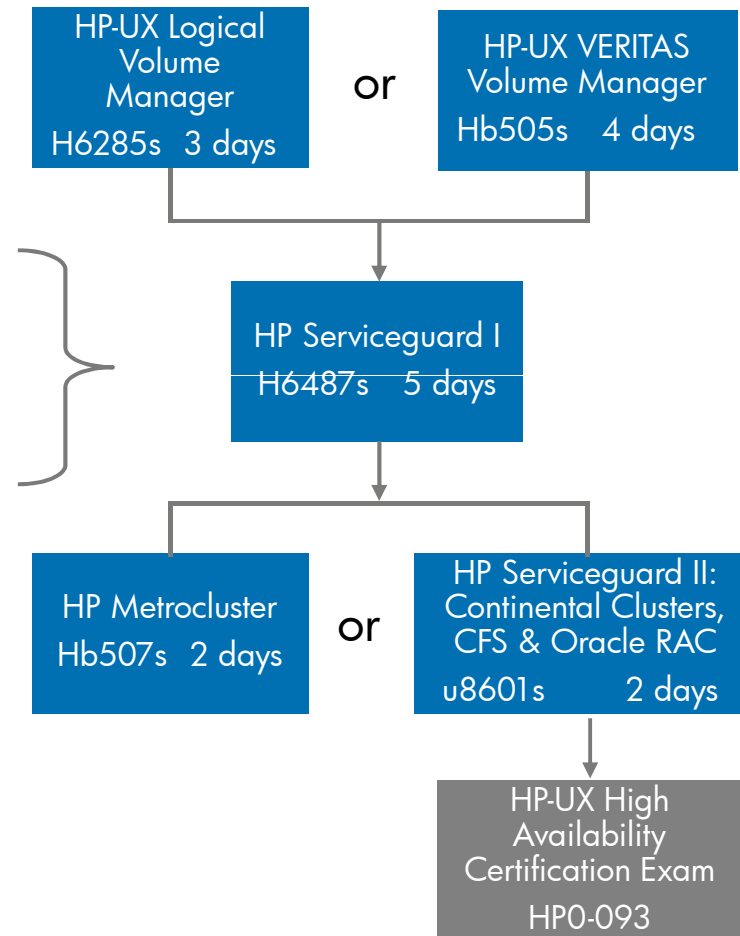 HP-UX Logical
Volume
Manager
H6285s 3 days
or
HP-UX VERITAS
Volume Manager
Hb505s 4 days
HP Serviceguard I
H6487s 5 days
HP Metrocluster
Hb507s 2 days
or
HP Serviceguard II:
Continental Clusters,
CFS & Oracle RAC
u8601s 2 days
HP-UX High
Availability
Certification Exam
HP0-093